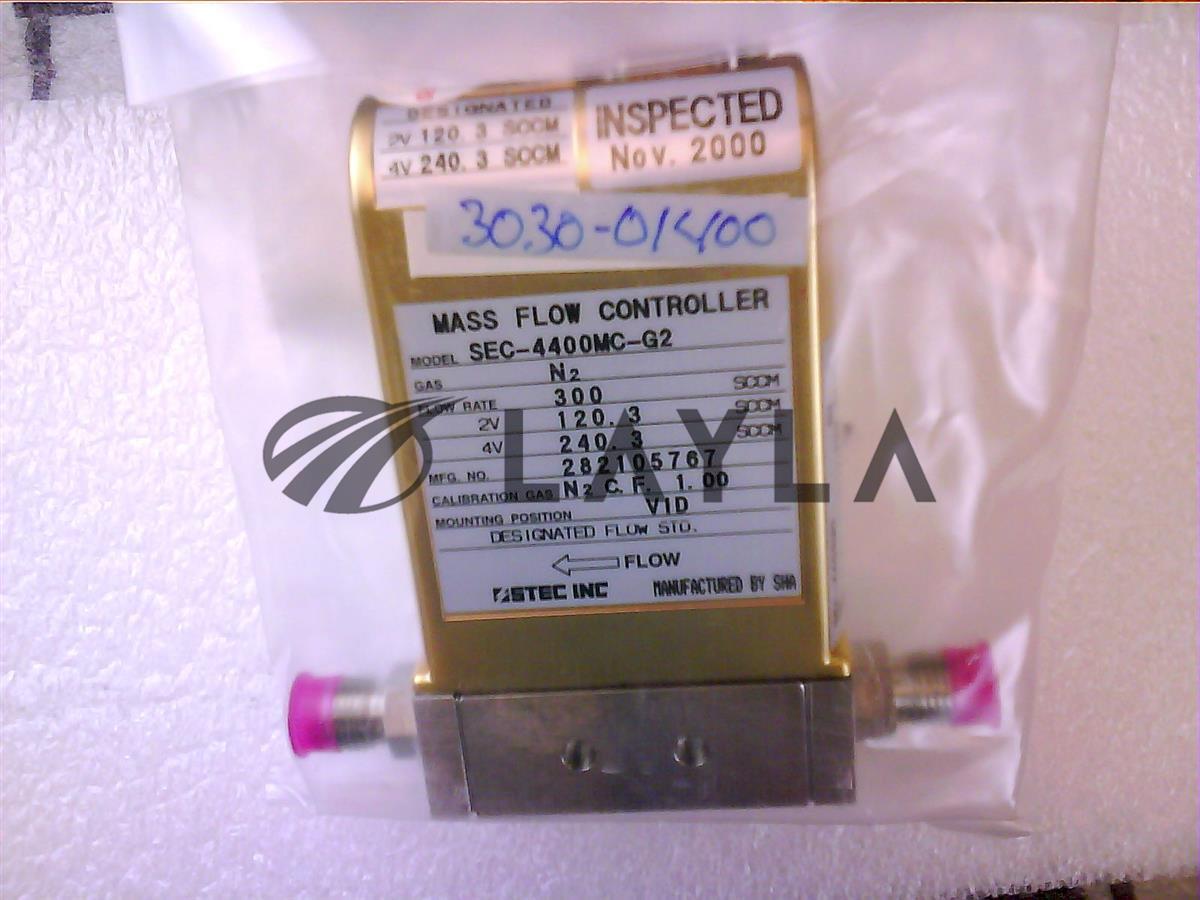 DESIGNATED
2V 120.3 SCCM
4V 240.3 SCCM
INSPECTED
Nov. 2000
3030-01400
MASS FLOW CONTROLLER
MODEL SEC-4400MC-G2
GAS N2
FLOW RATE 300 SCCM
2V 120.3 SCCM
4V 240.3 SCCM
MFG. NO. 282105767
CALIBRATION GAS N2 C.F. 1.00
MOUNTING POSITION VID
DESIGNATED FLOW STD.
FLOW
STEC INC MANUFACTURED BY SHA
LAYLA